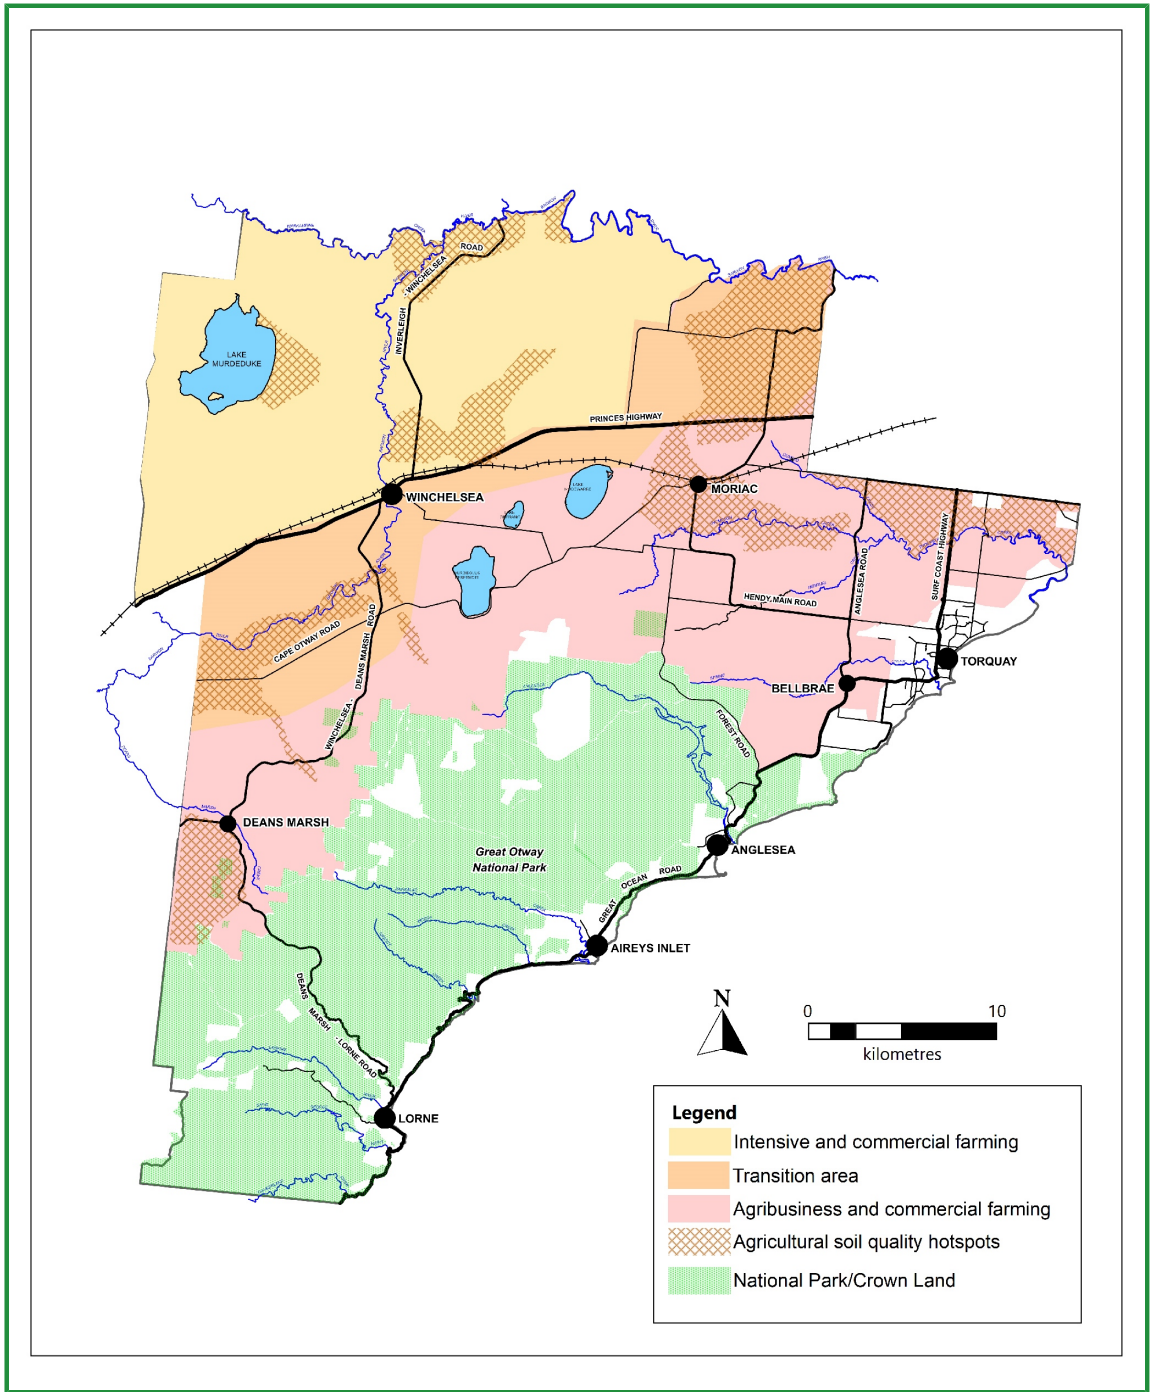 ROAD
- WINCHELSEA
INVERLEIGH
LAKE
MURDEDUKE
PRINCES HIGHWAY
WINCHELSEA
MORIAC
LAKE
SURF COAST HIGHWAY
ANGLESEA ROAD
HENDY MAIN ROAD
CAPE OTWAY ROAD
WINCHELSEA - DEANS MARSH ROAD
TORQUAY
BELLBRAE
FOREST ROAD
DEANS MARSH
Great Otway
National Park
ANGLESEA
GREAT OCEAN ROAD
AIREYS INLET
DEANS MARSH - LORNE ROAD
LORNE
N
0 10
kilometres
Legend
Intensive and commercial farming
Transition area
Agribusiness and commercial farming
Agricultural soil quality hotspots
National Park/Crown Land